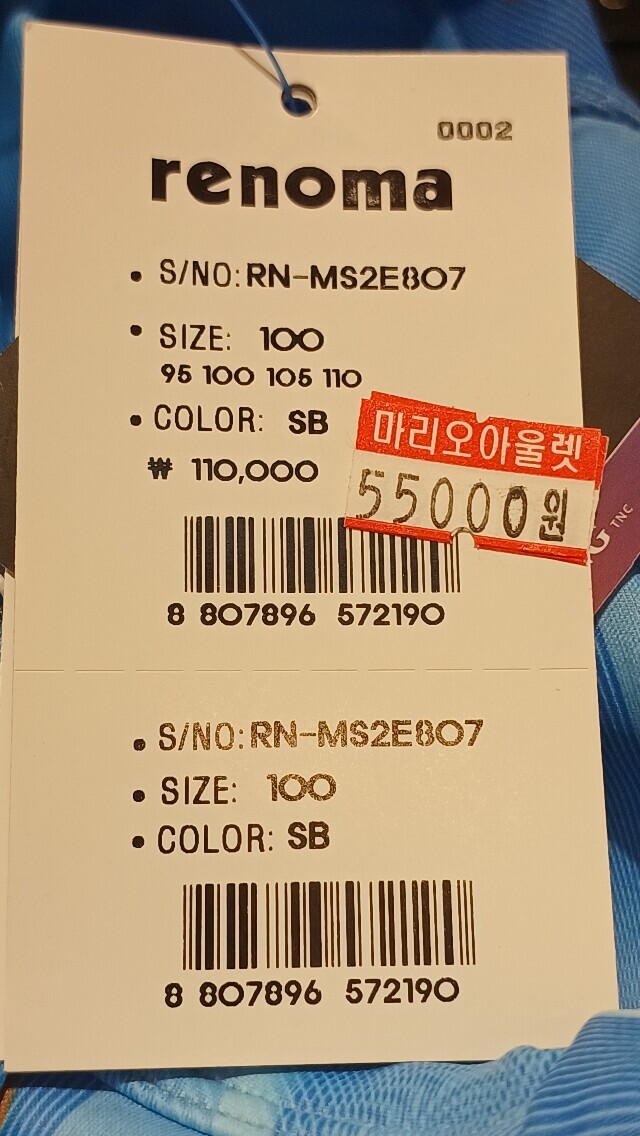 0002
renoma
• S/NO: RN-MS2E807
• SIZE: 100
95 100 105 110
• COLOR: SB
₩ 110,000
마리오아울렛
55000원
G TNC
8 807896 572190
• S/NO: RN-MS2E807
• SIZE: 100
• COLOR: SB
8 807896 572190